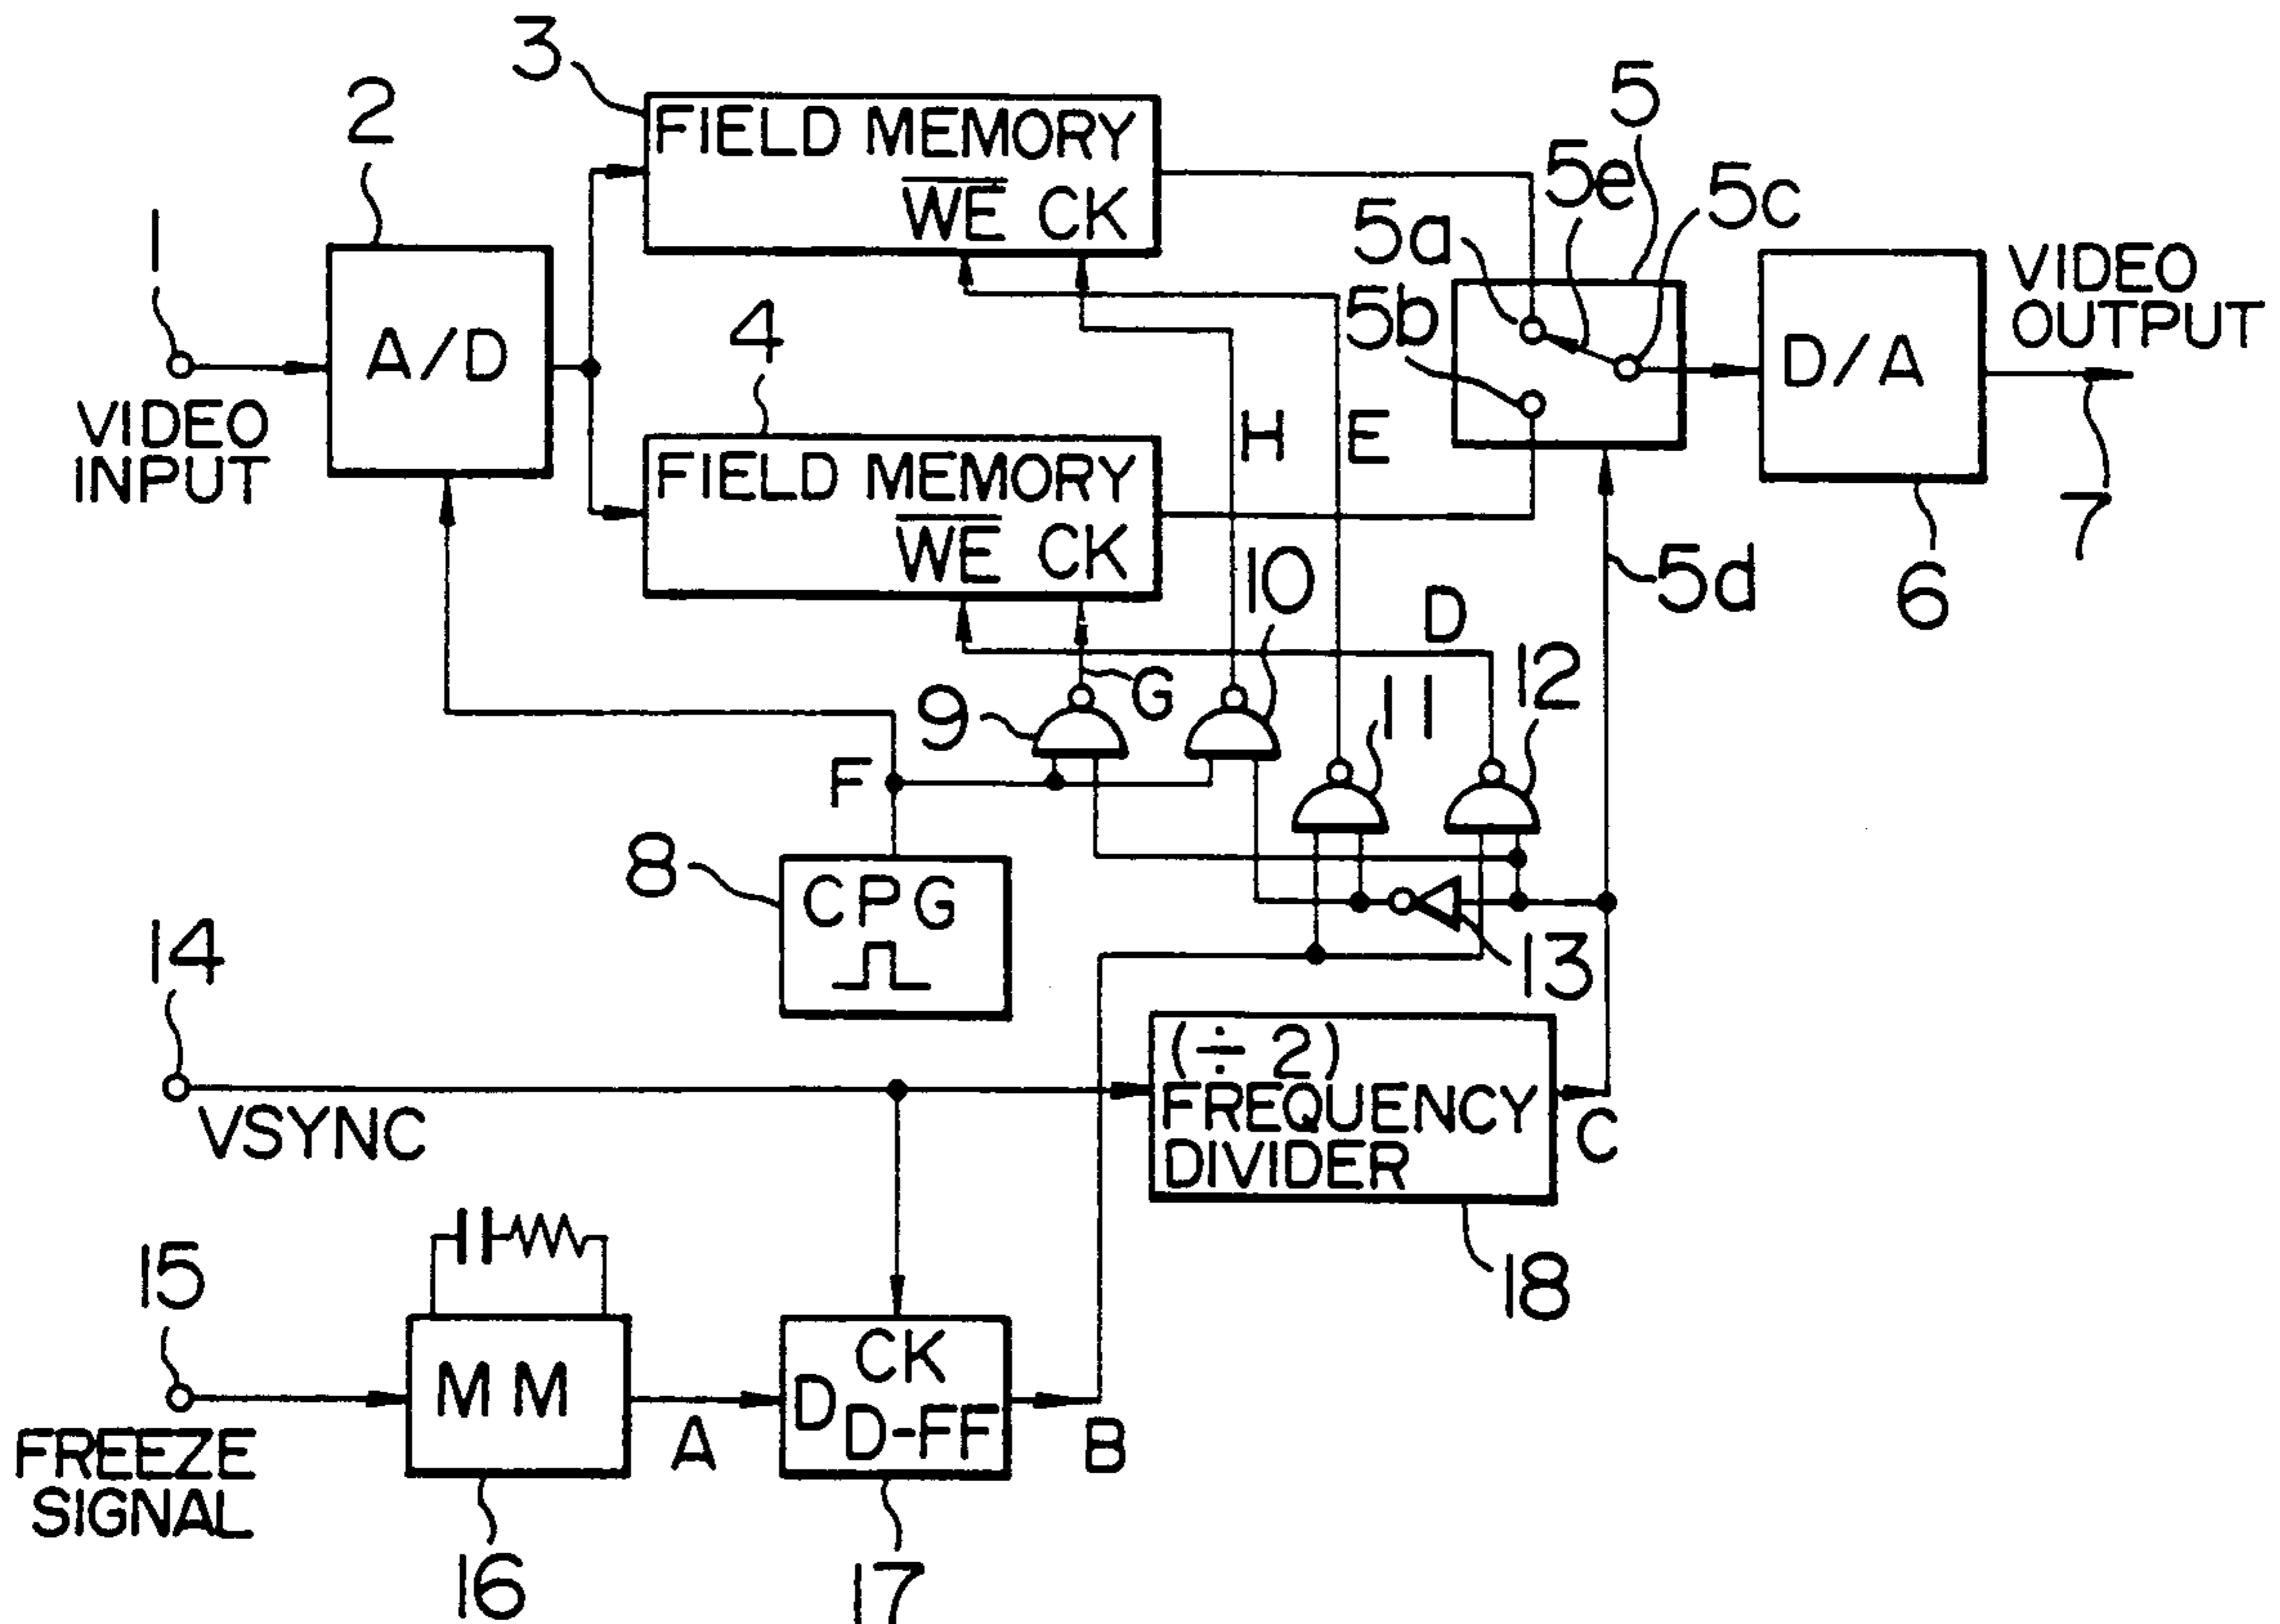 3
FIELD MEMORY
WE CK
2
1
A/D
VIDEO
INPUT
4
FIELD MEMORY
WE CK
5
5a
5e
5c
5b
5d
D/A
VIDEO
OUTPUT
7
6
H
E
D
G
9
10
11
12
F
8
CPG
13
14
VSYNC
(÷2)
FREQUENCY
DIVIDER
C
18
15
FREEZE
SIGNAL
MM
16
A
CK
D
D-FF
17
B